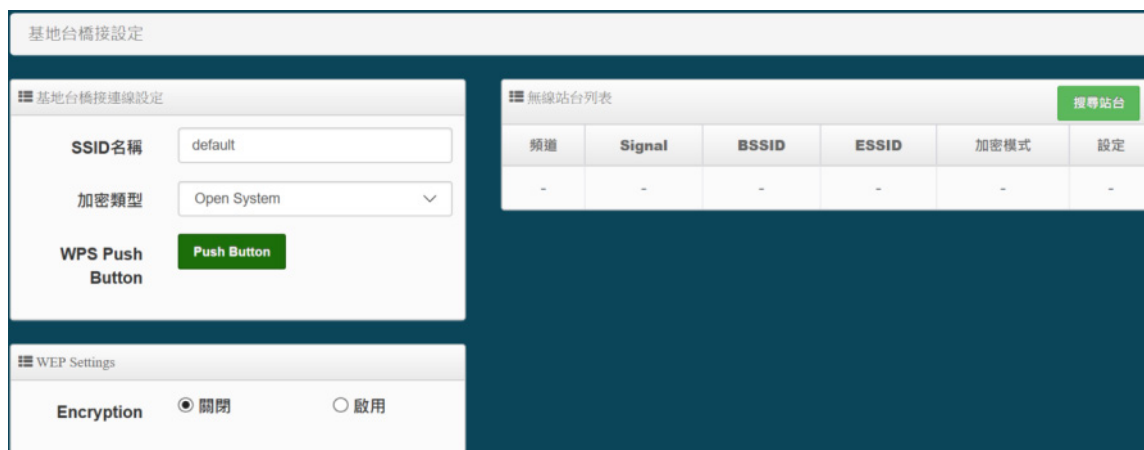 基地台橋接設定
基地台橋接連線設定
SSID名稱
default
加密類型
Open System
WPS Push
Button
Push Button
WEP Settings
Encryption
關閉
啟用
無線站台列表
搜尋站台
頻道 Signal BSSID ESSID 加密模式 設定
- - - - - -